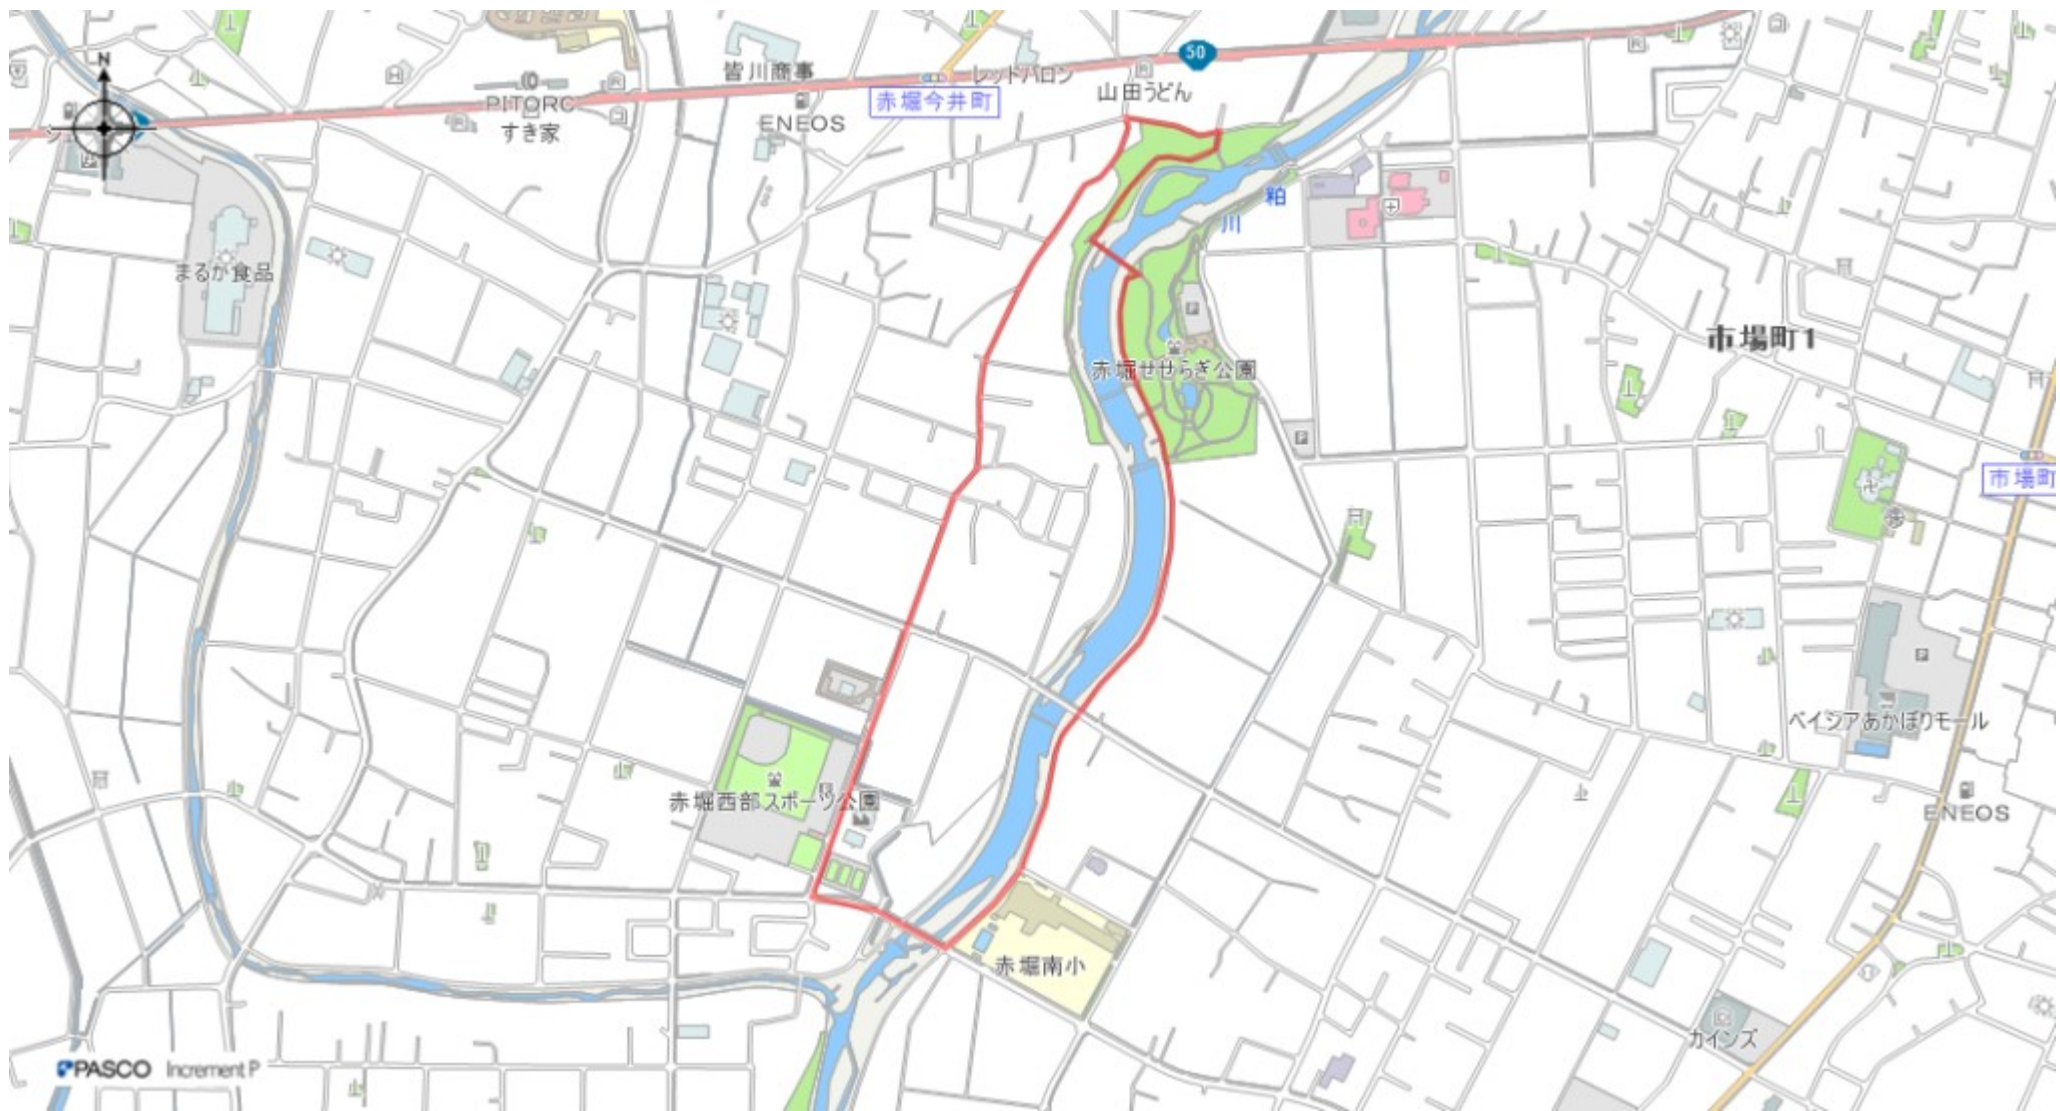 50
皆川商事
レッドバロン
N
PITORC
赤堀今井町
山田うどん
すき家
ENEOS
粕
川
まるか食品
市場町1
赤堀せせらぎ公園
市場町
ベイシアあかぼりモール
赤堀西部スポーツ公園
ENEOS
赤堀南小
カインズ
PASCO Increment P